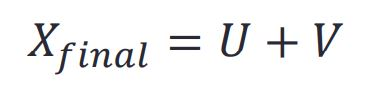 X_final = U + V